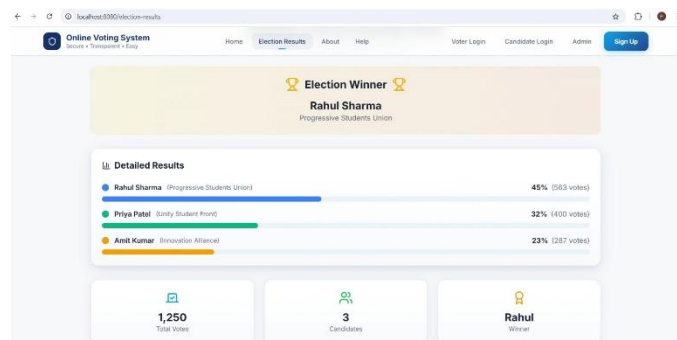 localhost:8080/election-results
Online Voting System
Secure • Transparent • Easy
Home Election Results About Help Voter Login Candidate Login Admin Sign Up
Election Winner
Rahul Sharma
Progressive Students Union
Detailed Results
Rahul Sharma (Progressive Students Union) 45% (563 votes)
Priya Patel (Unity Student Front) 32% (400 votes)
Amit Kumar (Innovation Alliance) 23% (287 votes)
1,250 3 Rahul
Total Votes Candidates Winner